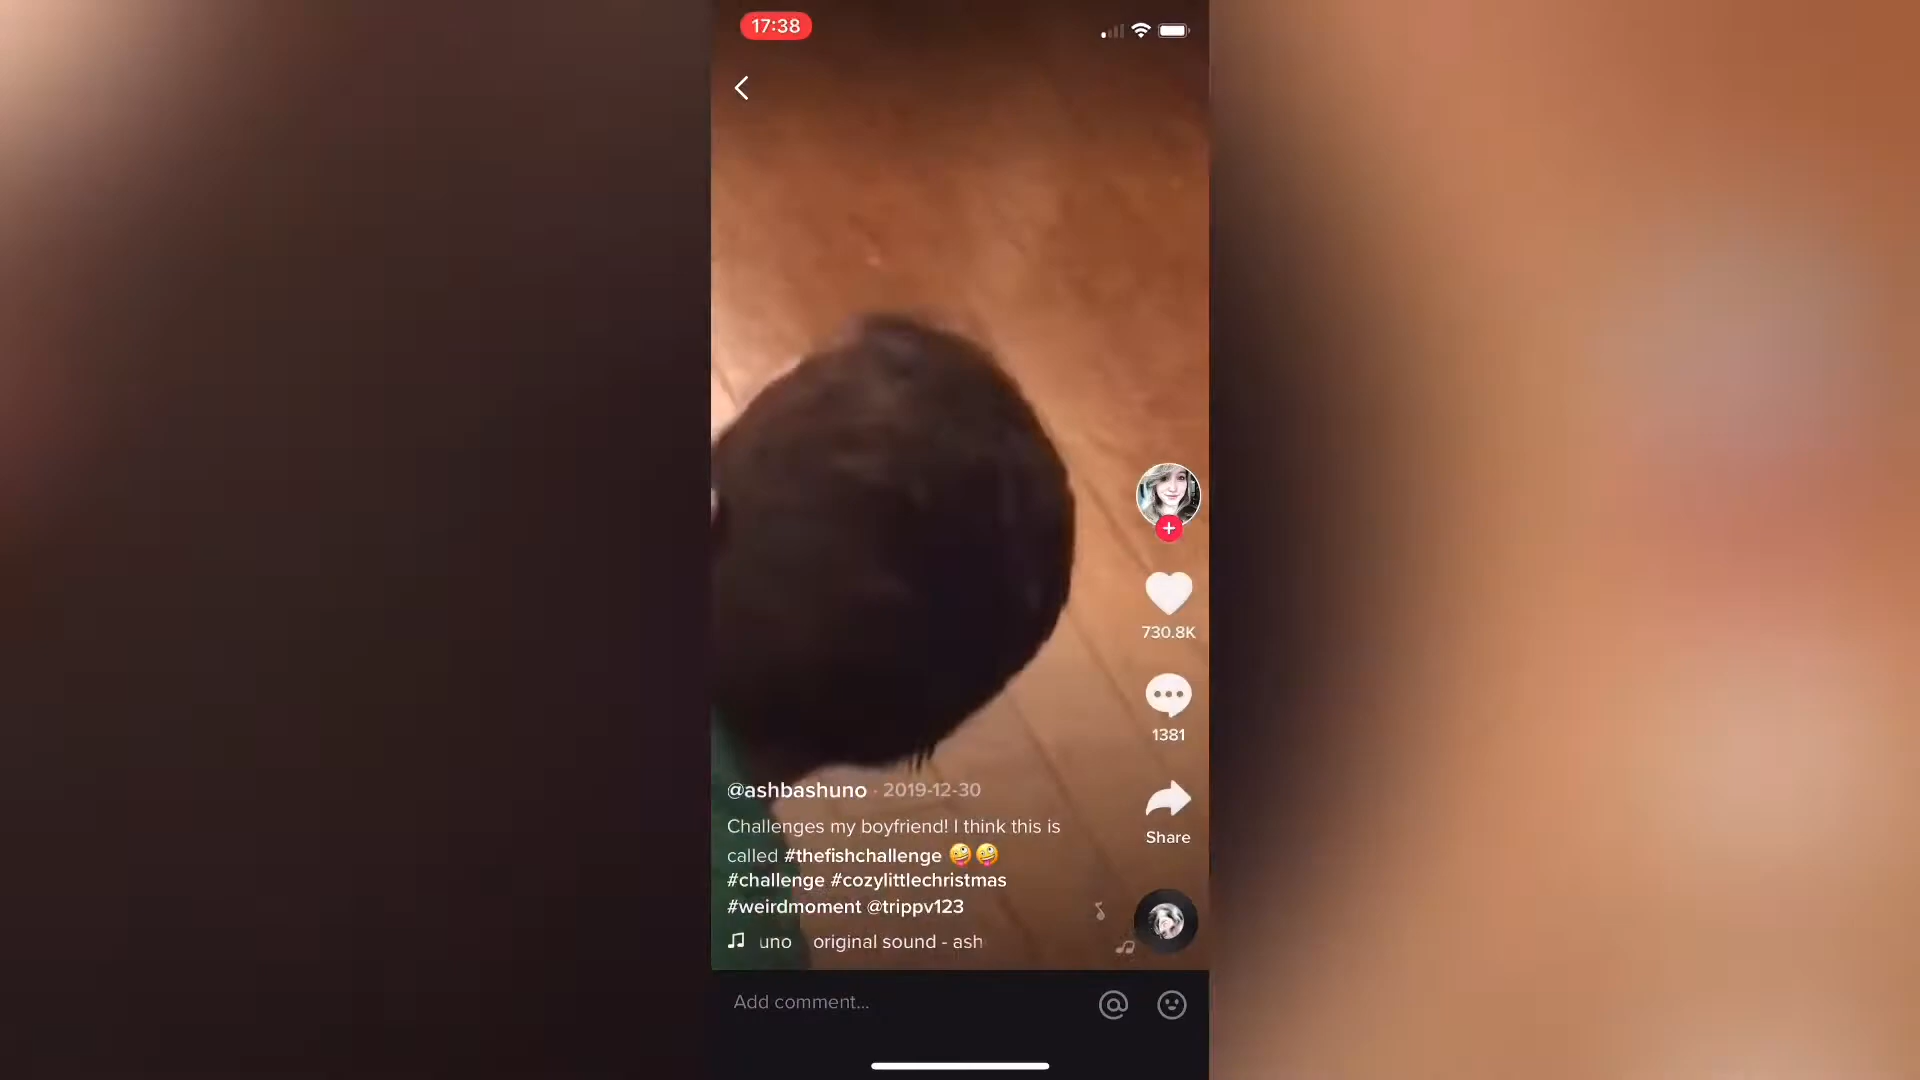 17:38
730.8K
1381
Share
@ashbashuno · 2019-12-30
Challenges my boyfriend! I think this is
called #thefishchallenge 🤪🤪
#challenge #cozylittlechristmas
#weirdmoment @trippv123
uno original sound - ash
Add comment...